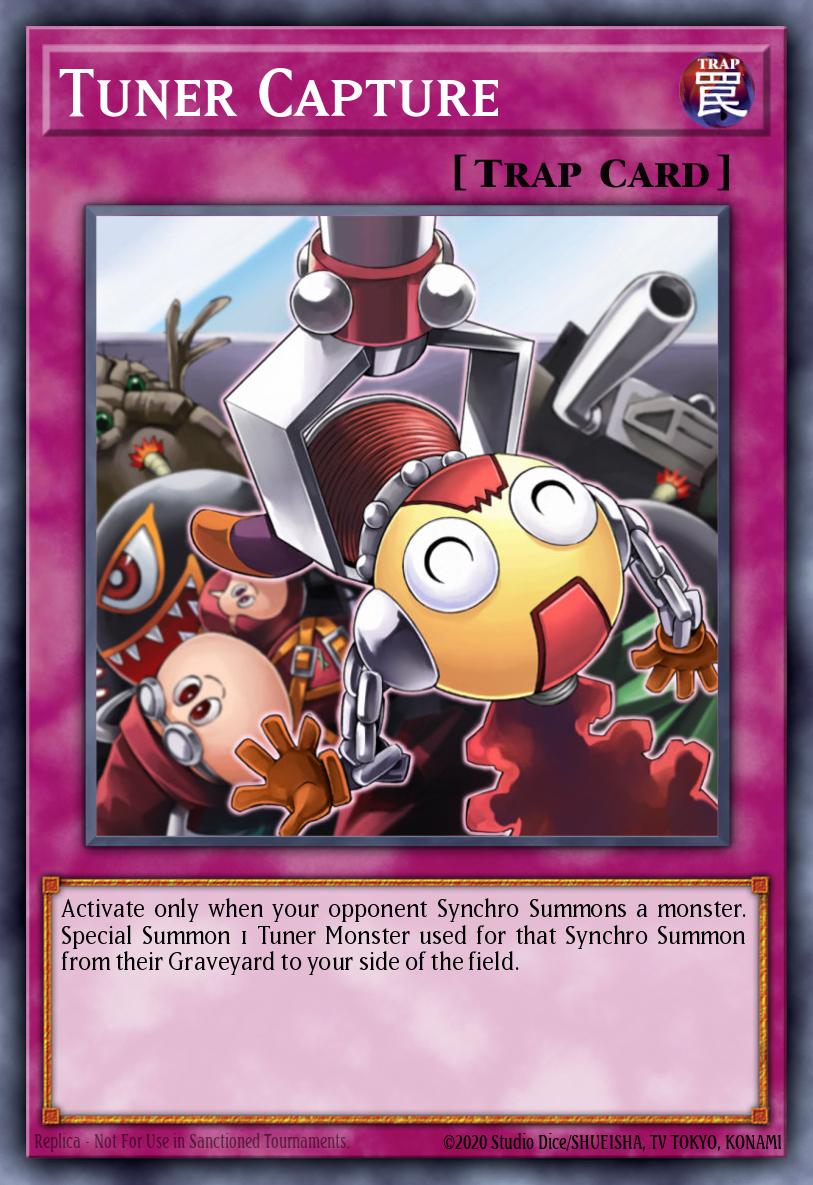 Tuner Capture
TRAP
罠
[Trap Card]
Activate only when your opponent Synchro Summons a monster.
Special Summon 1 Tuner Monster used for that Synchro Summon
from their Graveyard to your side of the field.
Replica - Not For Use in Sanctioned Tournaments.
©2020 Studio Dice/SHUEISHA, TV TOKYO, KONAMI